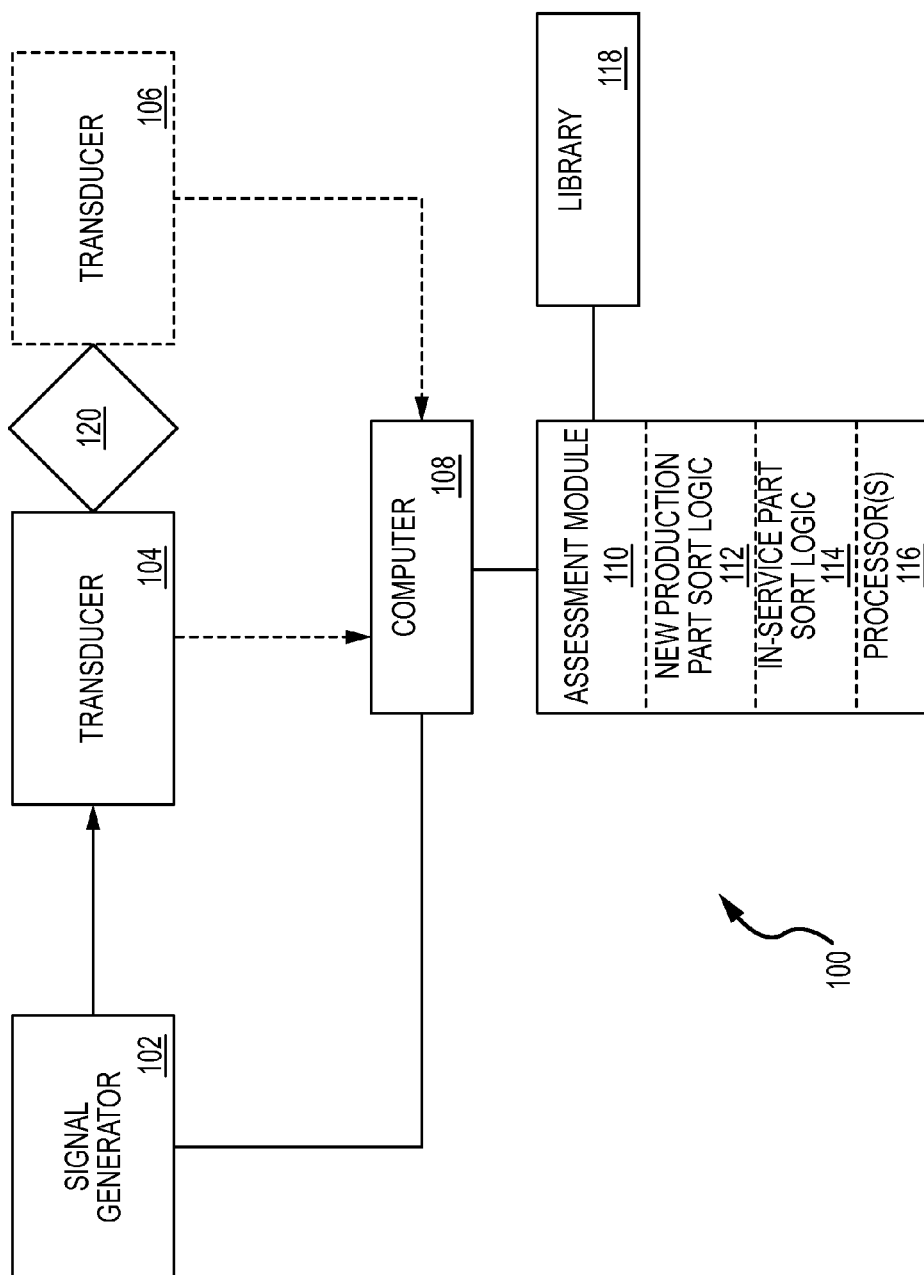 SIGNAL
GENERATOR
102
TRANSDUCER
104
120
TRANSDUCER
106
COMPUTER
108
ASSESSMENT MODULE
110
NEW PRODUCTION
PART SORT LOGIC
112
IN-SERVICE PART
SORT LOGIC
114
PROCESSOR(S)
116
LIBRARY
118
100